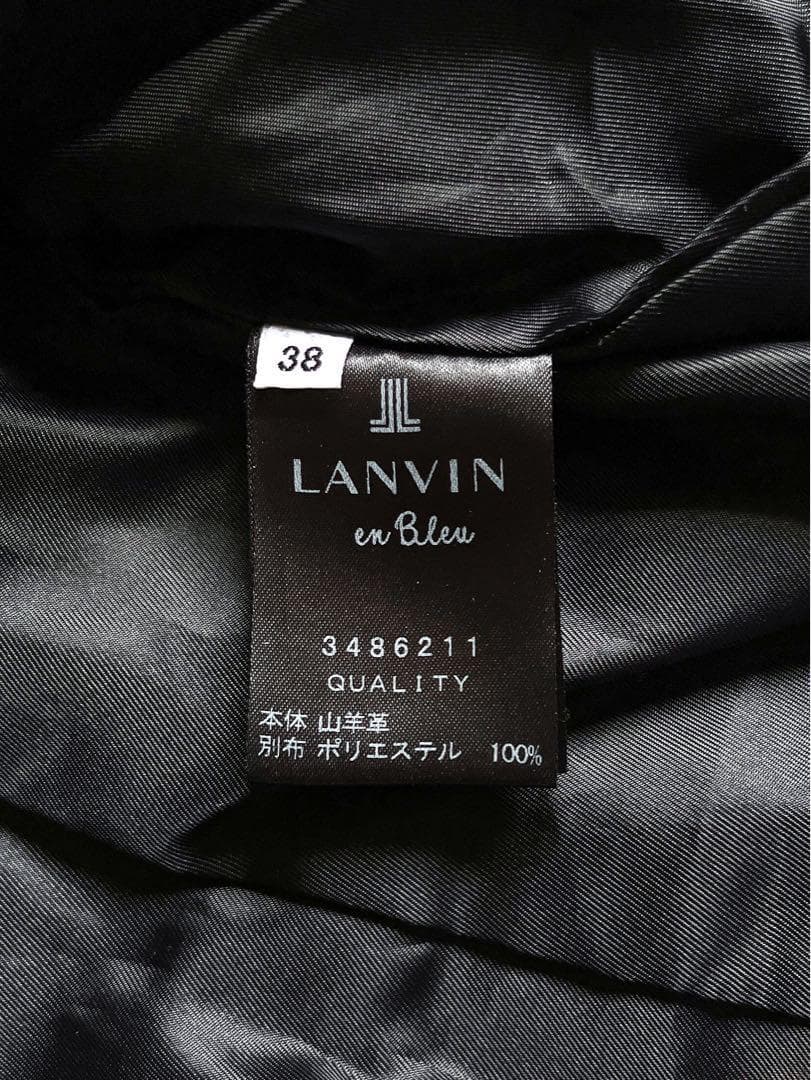 38
LANVIN
en Bleu
3486211
QUALITY
本体 山羊革
別布 ポリエステル 100%